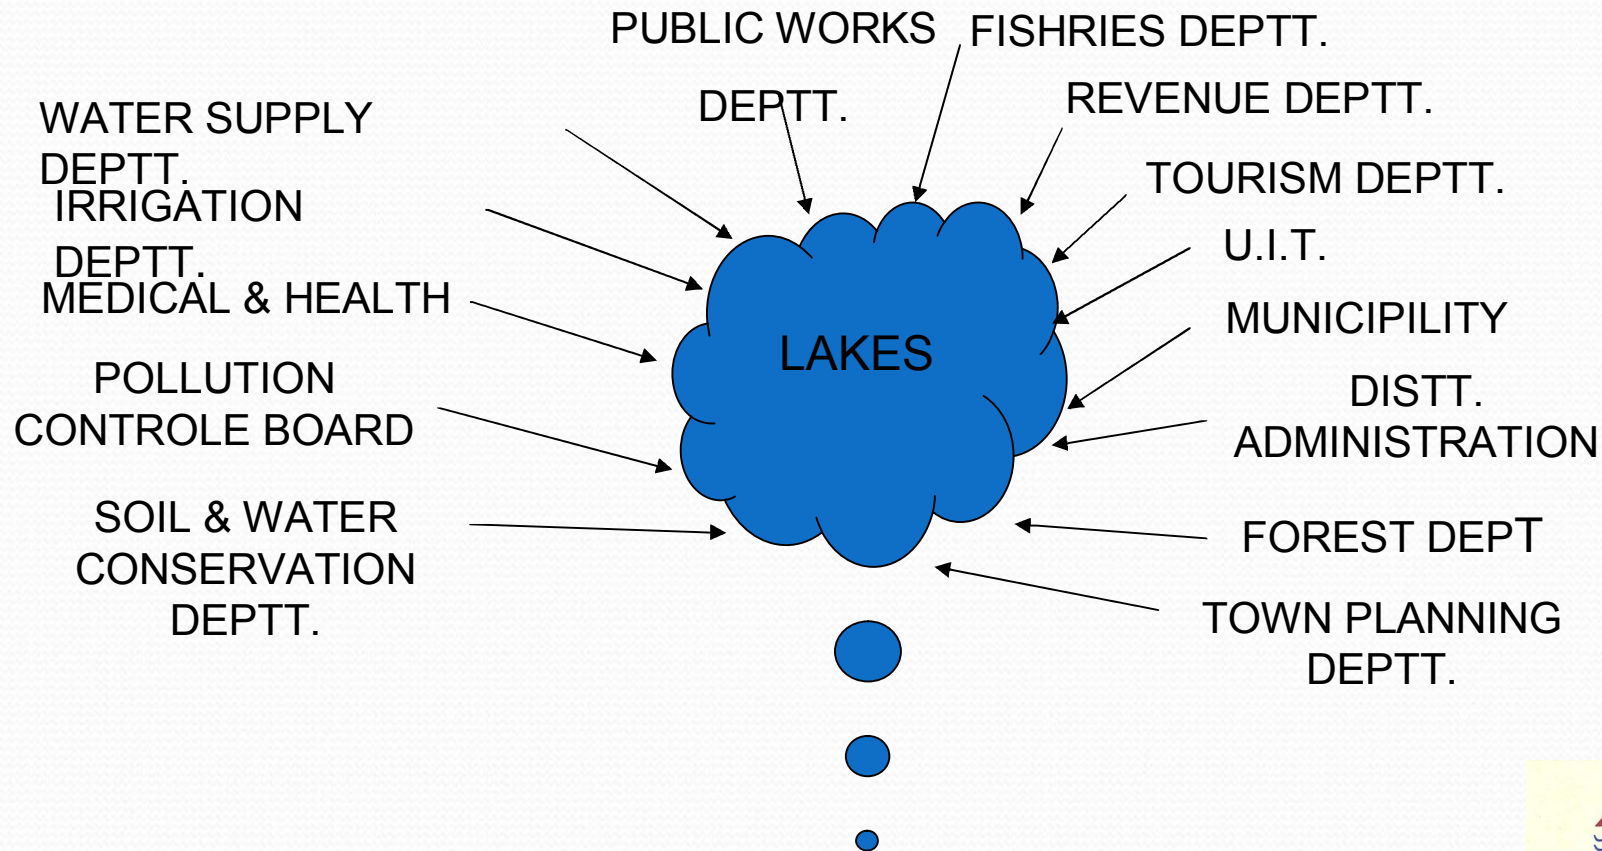 PUBLIC WORKS
DEPTT.
FISHRIES DEPTT.
REVENUE DEPTT.
TOURISM DEPTT.
U.I.T.
MUNICIPILITY
DISTT.
ADMINISTRATION
FOREST DEPT
TOWN PLANNING
DEPTT.
WATER SUPPLY
DEPTT.
IRRIGATION
DEPTT.
MEDICAL & HEALTH
POLLUTION
CONTROLE BOARD
SOIL & WATER
CONSERVATION
DEPTT.
LAKES